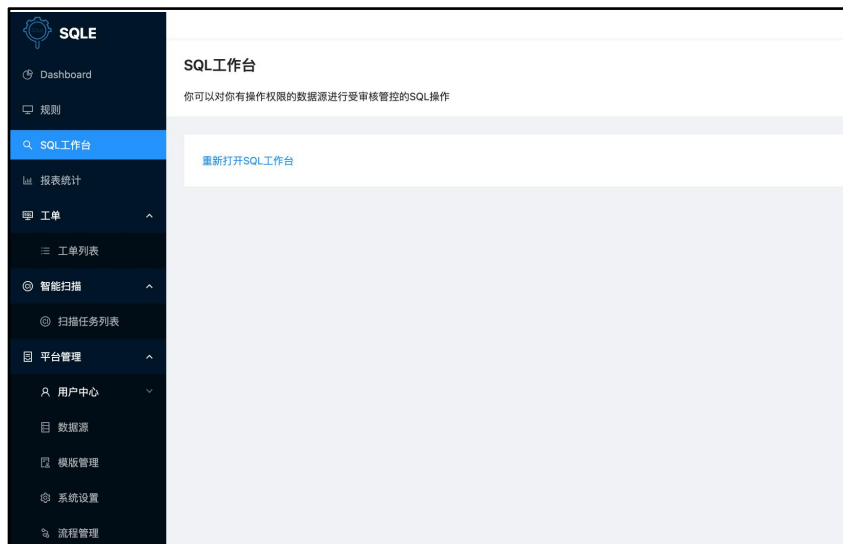 SQLE
Dashboard
规则
SQL工作台
报表统计
工单
工单列表
智能扫描
扫描任务列表
平台管理
用户中心
数据源
模版管理
系统设置
流程管理
SQL工作台
你可以对你有操作权限的数据源进行受审核管控的SQL操作
重新打开SQL工作台